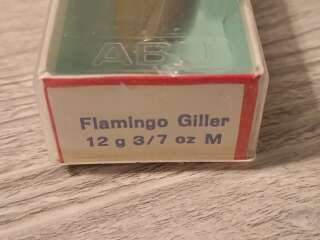 ABU
Flamingo Giller
12 g 3/7 oz M